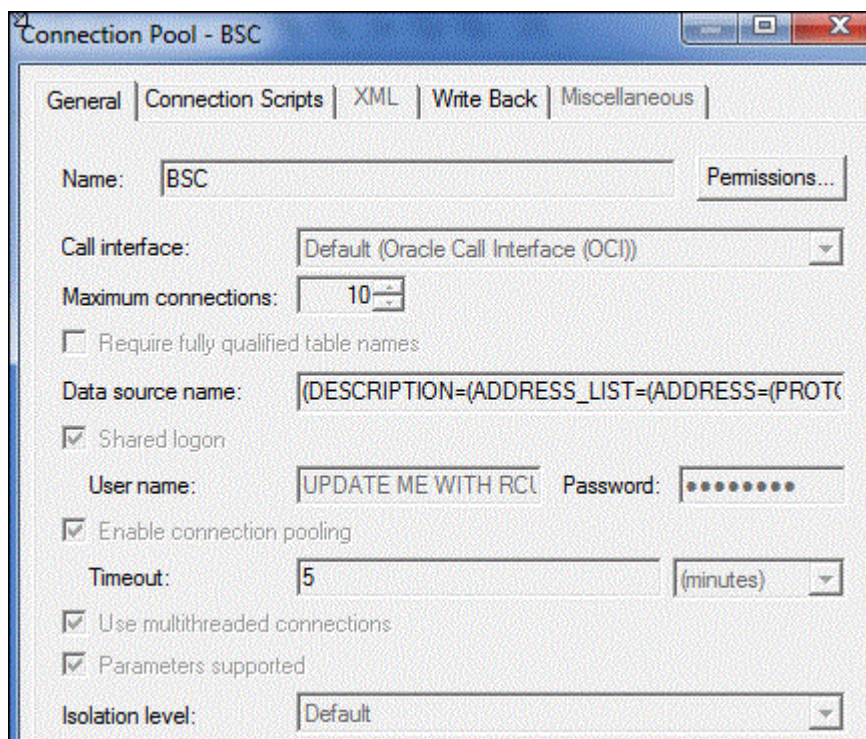 Connection Pool - BSC
General Connection Scripts XML Write Back Miscellaneous
Name: BSC Permissions...
Call interface: Default (Oracle Call Interface (OCI))
Maximum connections: 10
Require fully qualified table names
Data source name: (DESCRIPTION=(ADDRESS_LIST=(ADDRESS=(PROTO
Shared logon
User name: UPDATE ME WITH RCU Password: ●●●●●●●●
Enable connection pooling
Timeout: 5 (minutes)
Use multithreaded connections
Parameters supported
Isolation level: Default